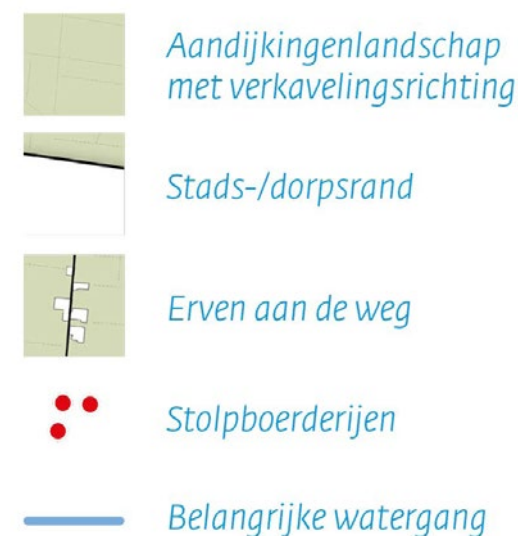 Aandijkingenlandschap
met verkavelingsrichting
Stads-/dorpsrand
Erven aan de weg
Stolpboerderijen
Belangrijke watergang